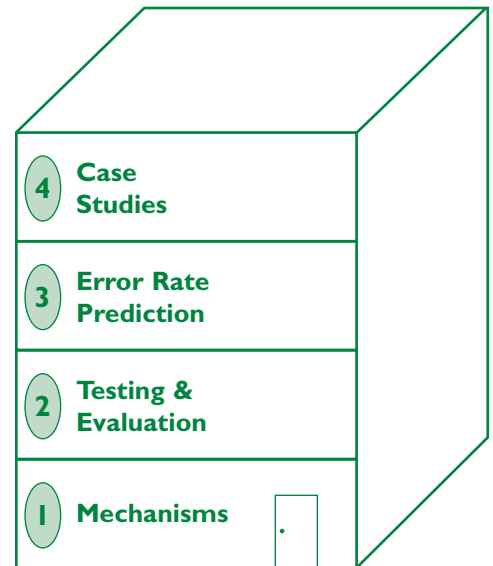 4 Case
Studies
3 Error Rate
Prediction
2 Testing &
Evaluation
1 Mechanisms